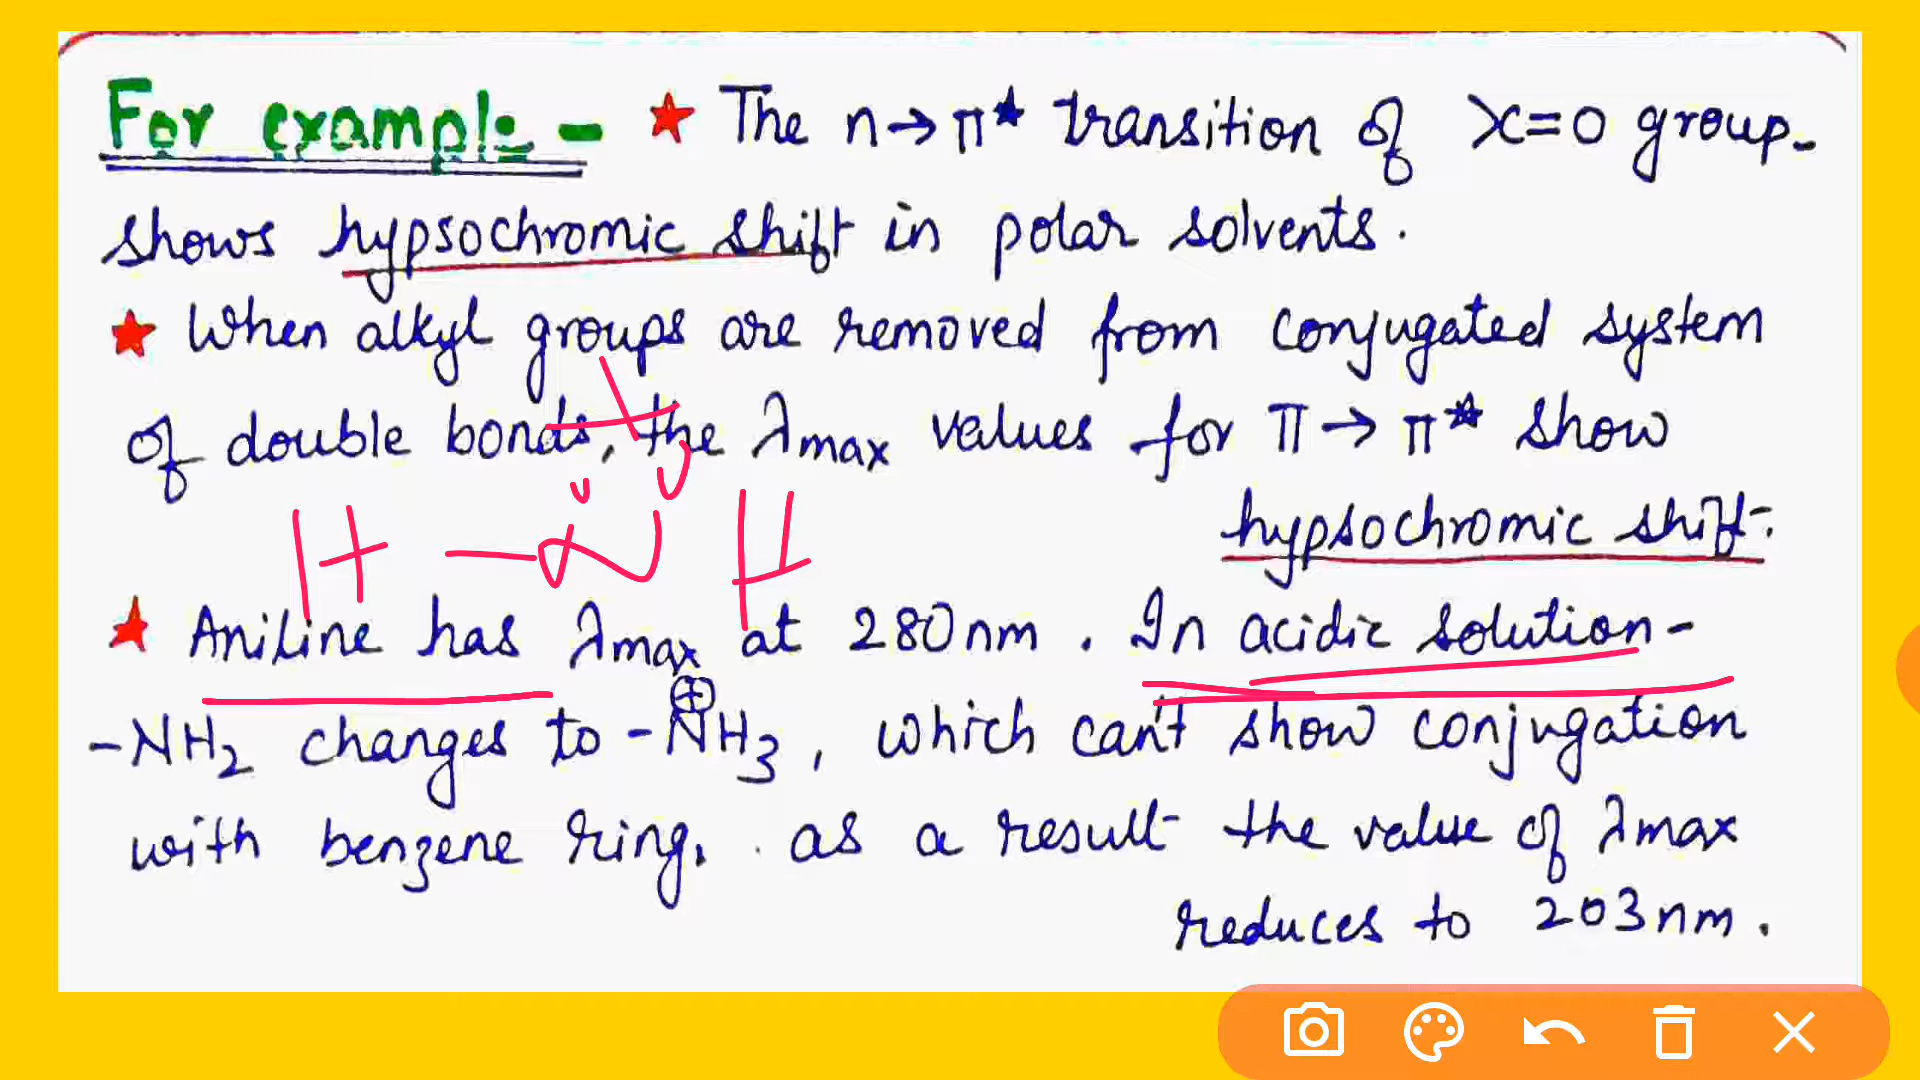 For example - ★ The n→π* transition of >C=O group-
shows hypsochromic shift in polar solvents.
★ When alkyl groups are removed from conjugated system
of double bonds, the λmax values for π→π* show
hypsochromic shift.
H — N H
★ Aniline has λmax at 280nm. In acidic solution-
-NH2 changes to -N⊕H3, which can't show conjugation
with benzene ring, as a result the value of λmax
reduces to 203nm.